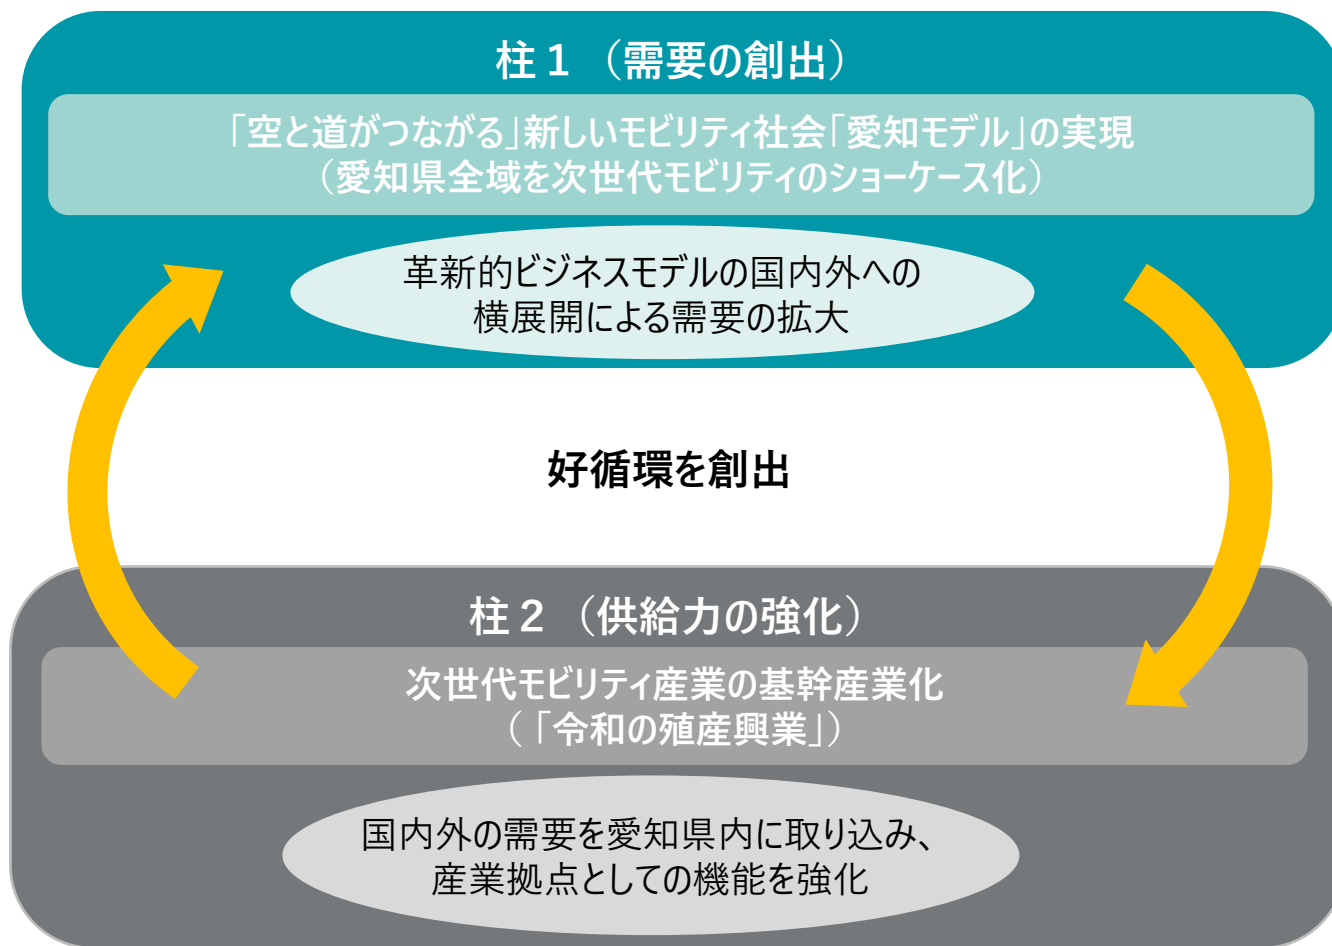 柱1（需要の創出）
「空と道がつながる」新しいモビリティ社会「愛知モデル」の実現
（愛知県全域を次世代モビリティのショーケース化）
革新的ビジネスモデルの国内外への
横展開による需要の拡大
好循環を創出
柱2（供給力の強化）
次世代モビリティ産業の基幹産業化
（「令和の殖産興業」）
国内外の需要を愛知県内に取り込み、
産業拠点としての機能を強化